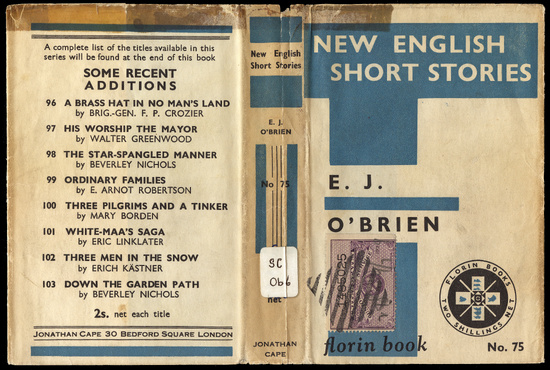 A complete list of the titles available in this
series will be found at the end of this book
SOME RECENT
ADDITIONS
96 A BRASS HAT IN NO MAN'S LAND
by BRIG.-GEN. F. P. CROZIER
97 HIS WORSHIP THE MAYOR
by WALTER GREENWOOD
98 THE STAR-SPANGLED MANNER
by BEVERLEY NICHOLS
99 ORDINARY FAMILIES
by E. ARNOT ROBERTSON
100 THREE PILGRIMS AND A TINKER
by MARY BORDEN
101 WHITE-MAA'S SAGA
by ERIC LINKLATER
102 THREE MEN IN THE SNOW
by ERICH KÄSTNER
103 DOWN THE GARDEN PATH
by BEVERLEY NICHOLS
2s. net each title
JONATHAN CAPE 30 BEDFORD SQUARE LONDON
New English
Short Stories
E. J.
O'BRIEN
No 75
SC
Ob6
net
JONATHAN
CAPE
NEW ENGLISH
SHORT STORIES
E. J.
O'BRIEN
FLORIN BOOKS
TWO SHILLINGS NET
florin book
No. 75